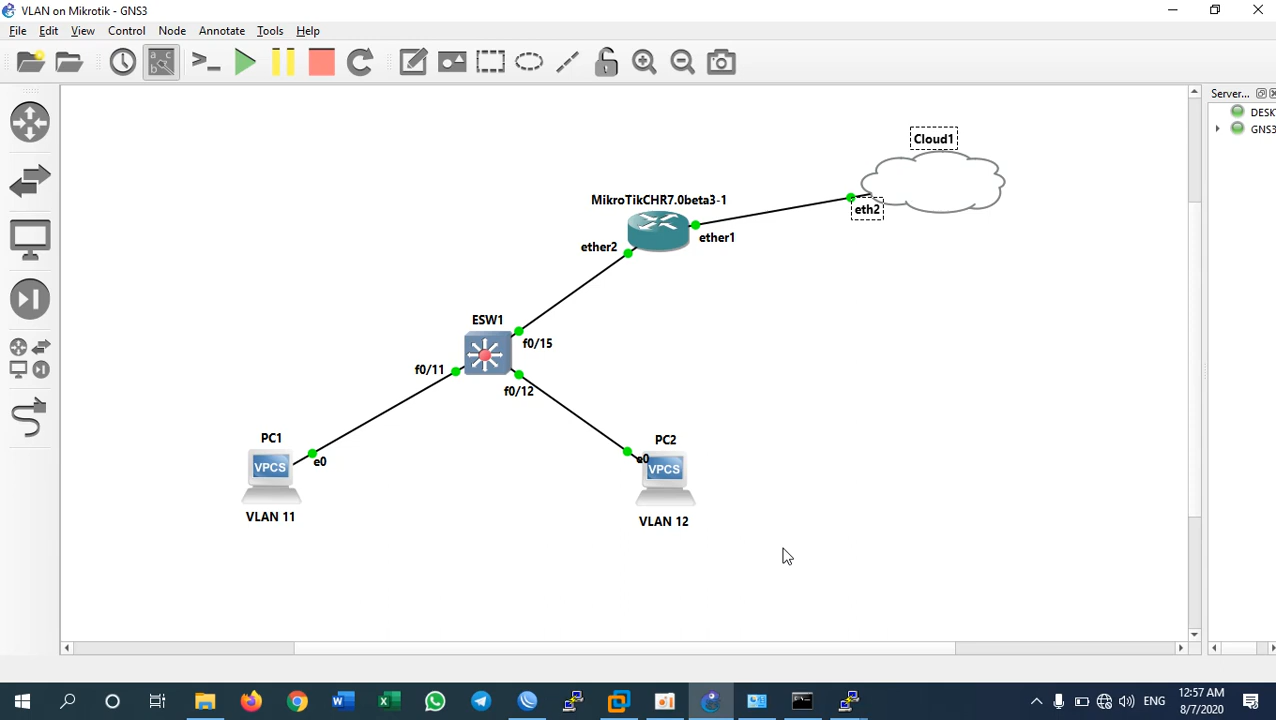 VLAN on Mikrotik - GNS3
File Edit View Control Node Annotate Tools Help
Server...
DESKT
GNS3
Cloud1
MikroTikCHR7.0beta3-1
eth2
ether1
ether2
ESW1
f0/15
f0/11
f0/12
PC1
PC2
e0
e0
VPCS
VPCS
VLAN 11
VLAN 12
ENG
12:57 AM
8/7/2020